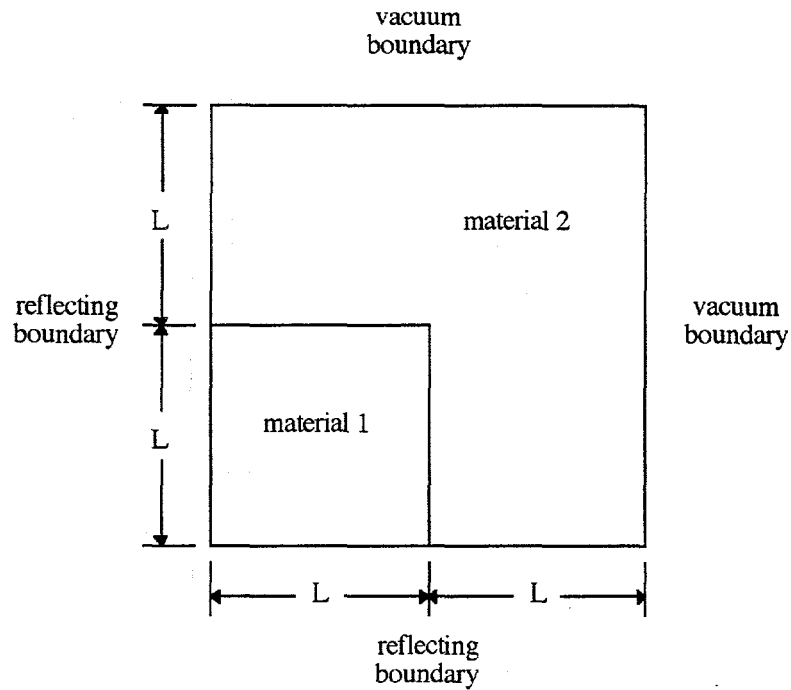 vacuum
boundary
L
material 2
reflecting
boundary
vacuum
boundary
L
material 1
L
L
reflecting
boundary